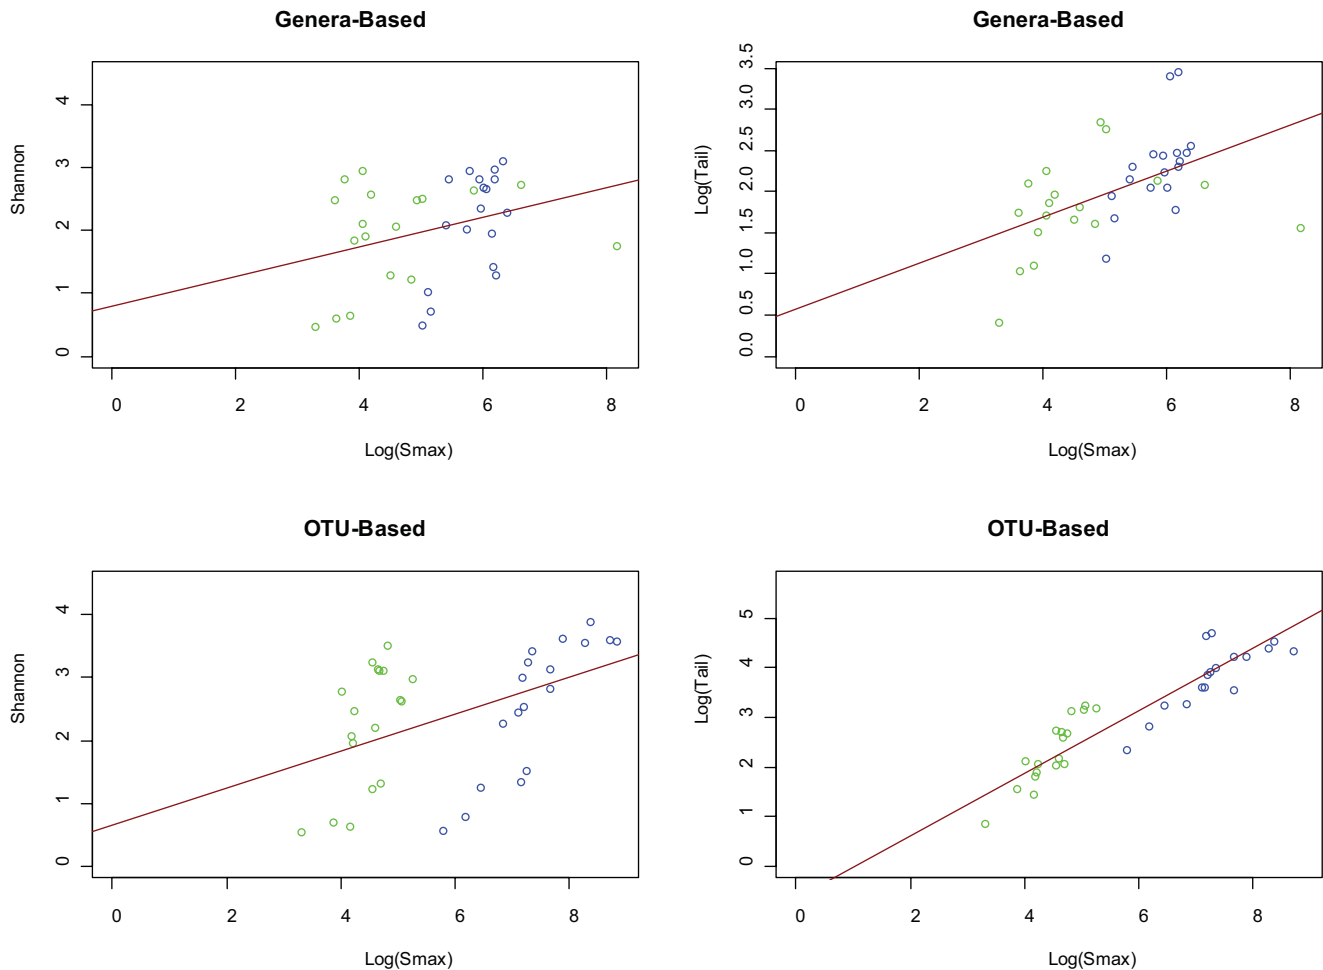 Genera-Based
Shannon
0 1 2 3 4
0 2 4 6 8
Log(Smax)
Genera-Based
Log(Tail)
0.0 0.5 1.0 1.5 2.0 2.5 3.0 3.5
0 2 4 6 8
Log(Smax)
OTU-Based
Shannon
0 1 2 3 4
0 2 4 6 8
Log(Smax)
OTU-Based
Log(Tail)
0 1 2 3 4 5
0 2 4 6 8
Log(Smax)